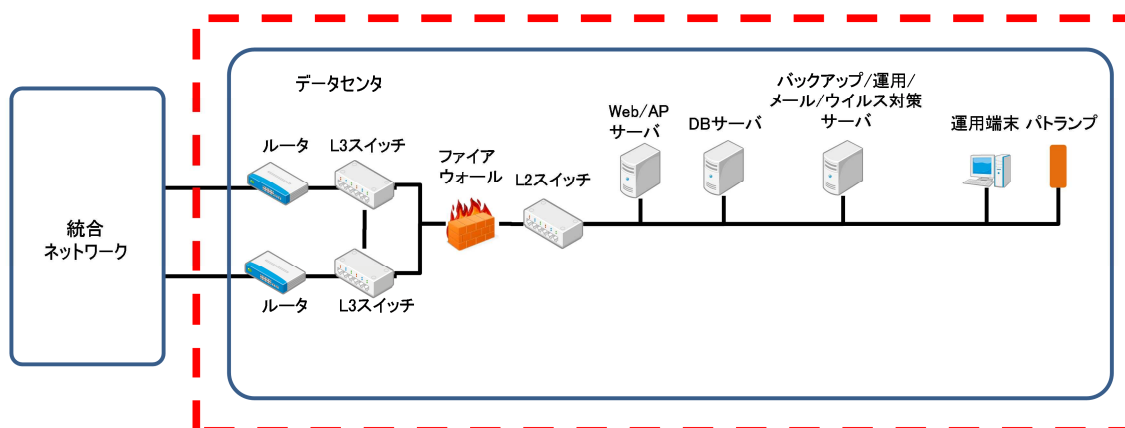 データセンタ
統合
ネットワーク
ルータ
L3スイッチ
ファイア
ウォール
L2スイッチ
Web/AP
サーバ
DBサーバ
バックアップ/運用/
メール/ウイルス対策
サーバ
運用端末
パトランプ
ルータ
L3スイッチ